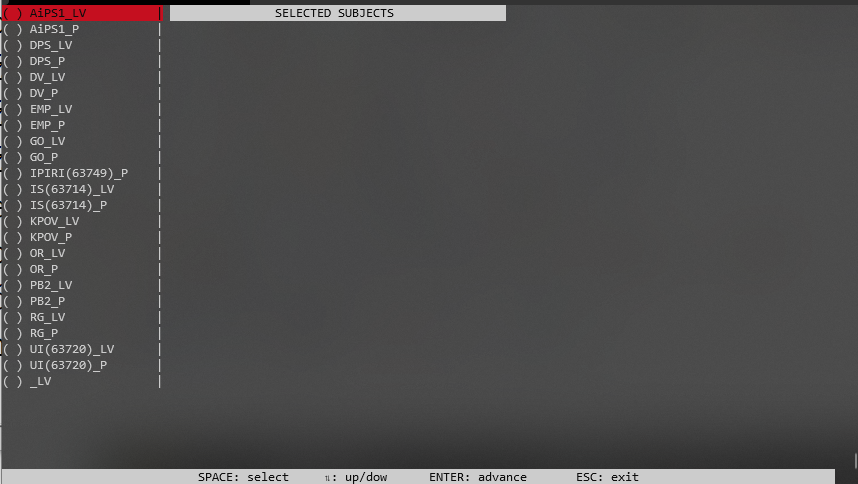 ( ) AiPS1_LV | SELECTED SUBJECTS
( ) AiPS1_P |
( ) DPS_LV |
( ) DPS_P |
( ) DV_LV |
( ) DV_P |
( ) EMP_LV |
( ) EMP_P |
( ) GO_LV |
( ) GO_P |
( ) IPIRI(63749)_P |
( ) IS(63714)_LV |
( ) IS(63714)_P |
( ) KPOV_LV |
( ) KPOV_P |
( ) OR_LV |
( ) OR_P |
( ) PB2_LV |
( ) PB2_P |
( ) RG_LV |
( ) RG_P |
( ) UI(63720)_LV |
( ) UI(63720)_P |
( ) _LV |
SPACE: select ⇅: up/dow ENTER: advance ESC: exit